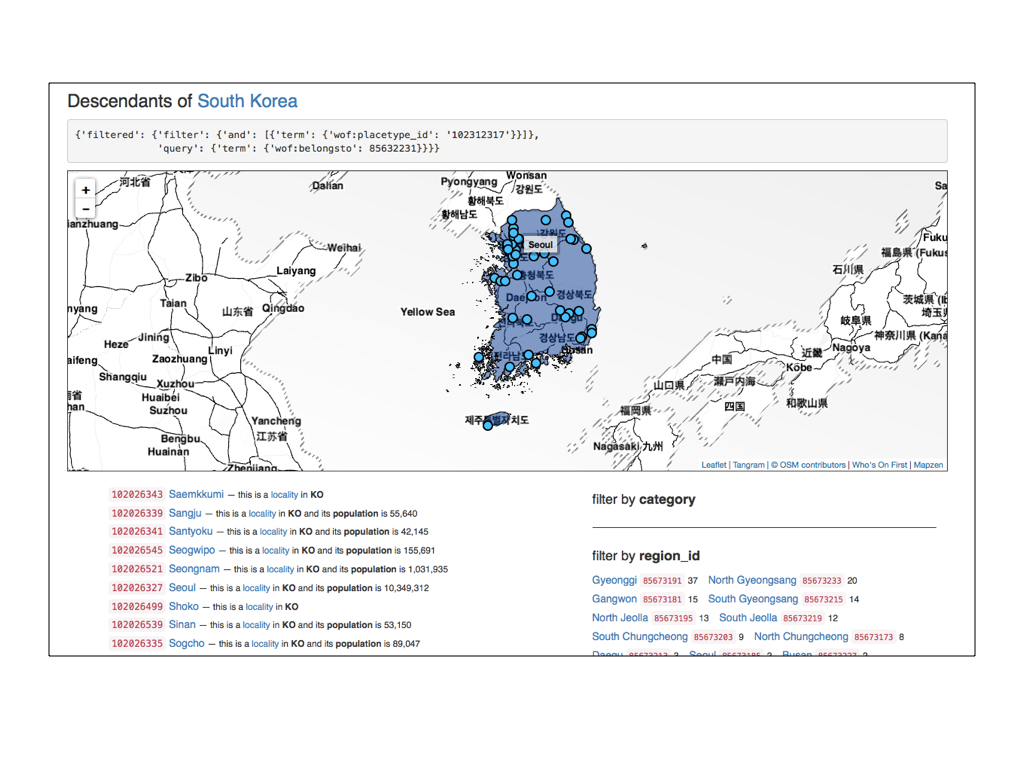 Descendants of South Korea
{'filtered': {'filter': {'and': [{'term': {'wof:placetype_id': '102312317'}}]},
'query': {'term': {'wof:belongsto': 85632231}}}}
+
−
河北省
Dalian
Pyongyang
Wonsan
강원도
황해북도
황해남도
Sa
ianzhuang
강원도
Seoul
Fuku
福島県 (Fukus
Weihai
Laiyang
石川県
Zibo
충청북도
nyang
Taian
山东省
Qingdao
Yellow Sea
경상북도
茨城県 (Ib
埼玉県
岐阜県
Heze
Jining
Linyi
경상남도
Busan
Nagoya
神奈川県 (Kana
aifeng
Zaozhuang
中国
近畿
Kobe
Shangqiu
Xuzhou
山口県
瀬戸内海
Huaibei
Suzhou
福岡県
四国
和歌山県
Yancheng
江苏省
Bengbu
Huainan
Nagasaki 九州
Zhenjiang
Leaflet | Tangram | © OSM contributors | Who's On First | Mapzen
102026343 Saemkkumi — this is a locality in KO
102026339 Sangju — this is a locality in KO and its population is 55,640
102026341 Santyoku — this is a locality in KO and its population is 42,145
102026545 Seogwipo — this is a locality in KO and its population is 155,691
102026521 Seongnam — this is a locality in KO and its population is 1,031,935
102026327 Seoul — this is a locality in KO and its population is 10,349,312
102026499 Shoko — this is a locality in KO
102026539 Sinan — this is a locality in KO and its population is 53,150
102026335 Sogcho — this is a locality in KO and its population is 89,047
filter by category
filter by region_id
Gyeonggi 85673191 37 North Gyeongsang 85673233 20
Gangwon 85673181 15 South Gyeongsang 85673215 14
North Jeolla 85673195 13 South Jeolla 85673219 12
South Chungcheong 85673203 9 North Chungcheong 85673173 8
Daegu Seoul Busan